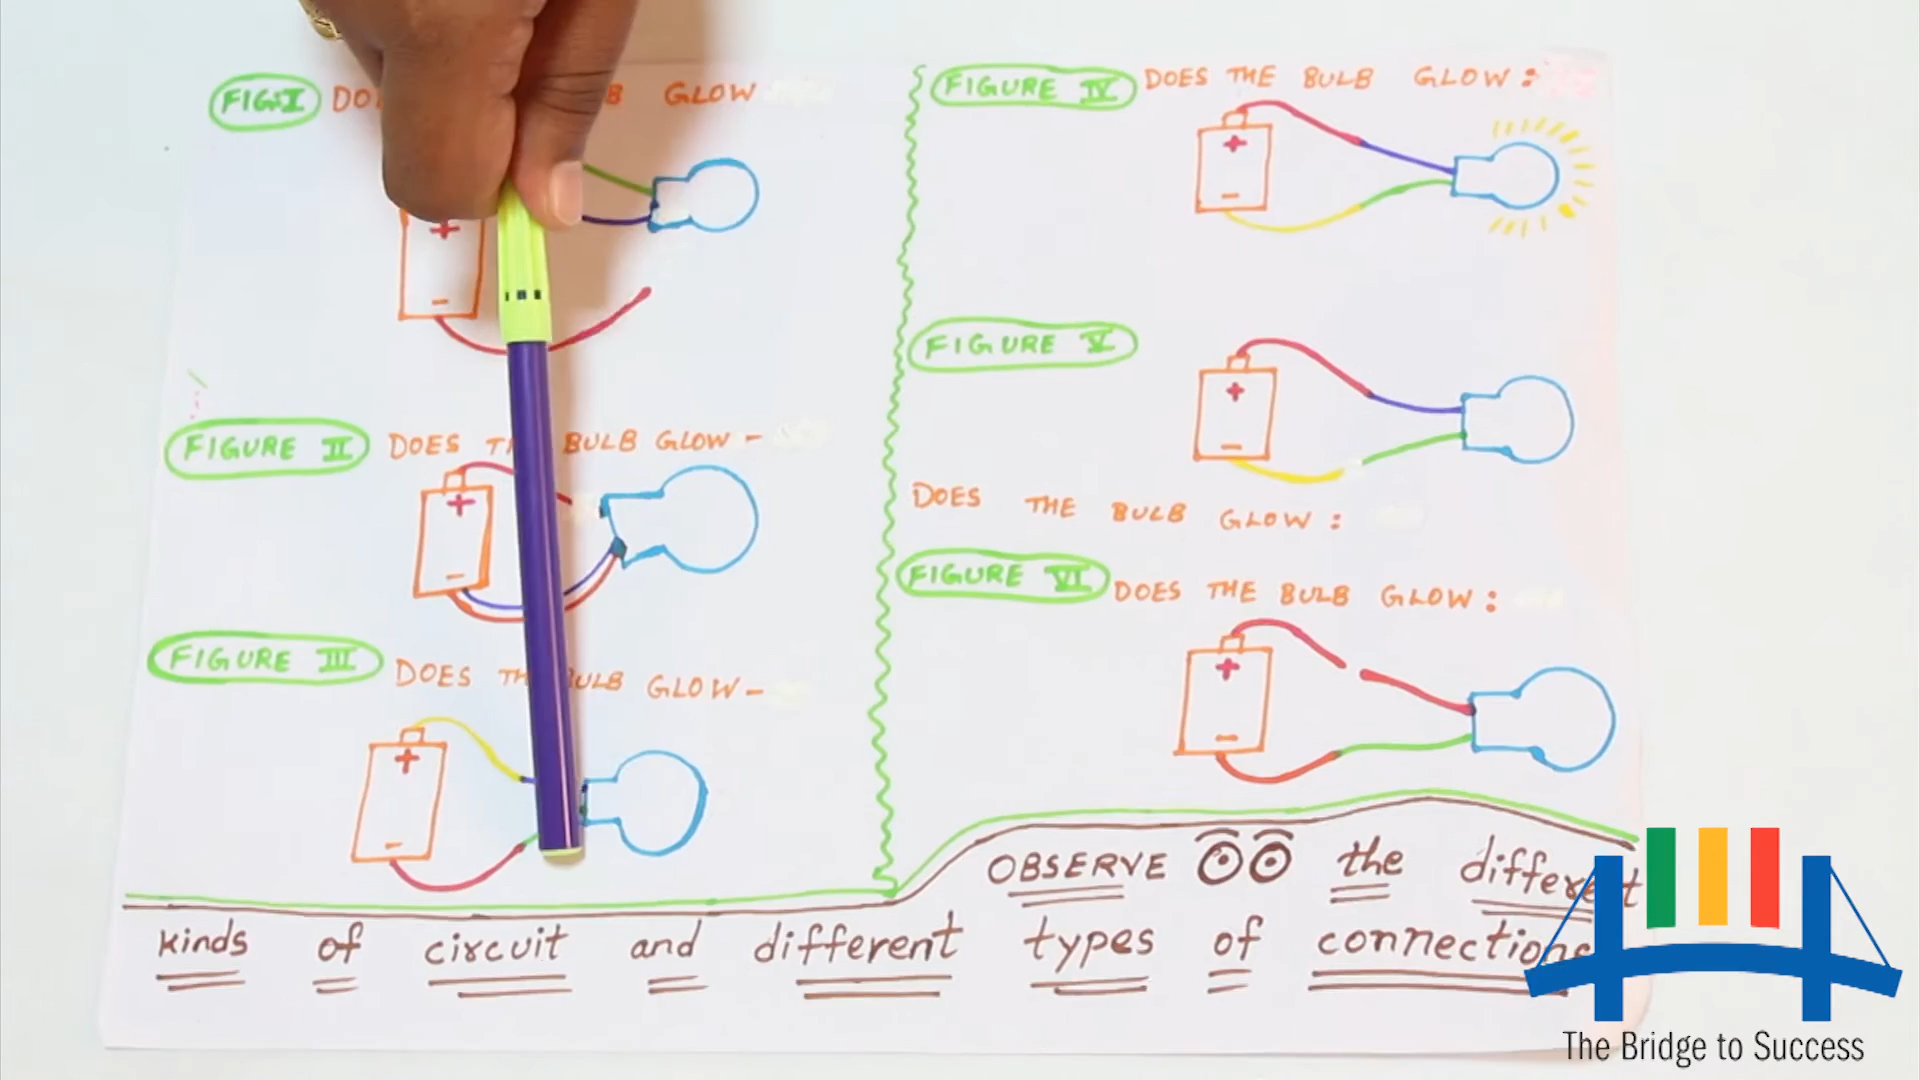 FIG:I DO B GLOW
+
-
FIGURE II DOES T BULB GLOW -
+
-
FIGURE III DOES TH ULB GLOW-
+
-
FIGURE IV DOES THE BULB GLOW:
+
-
FIGURE V
+
-
DOES THE BULB GLOW:
FIGURE VI DOES THE BULB GLOW:
+
-
OBSERVE the different
kinds of circuit and different types of connections
The Bridge to Success